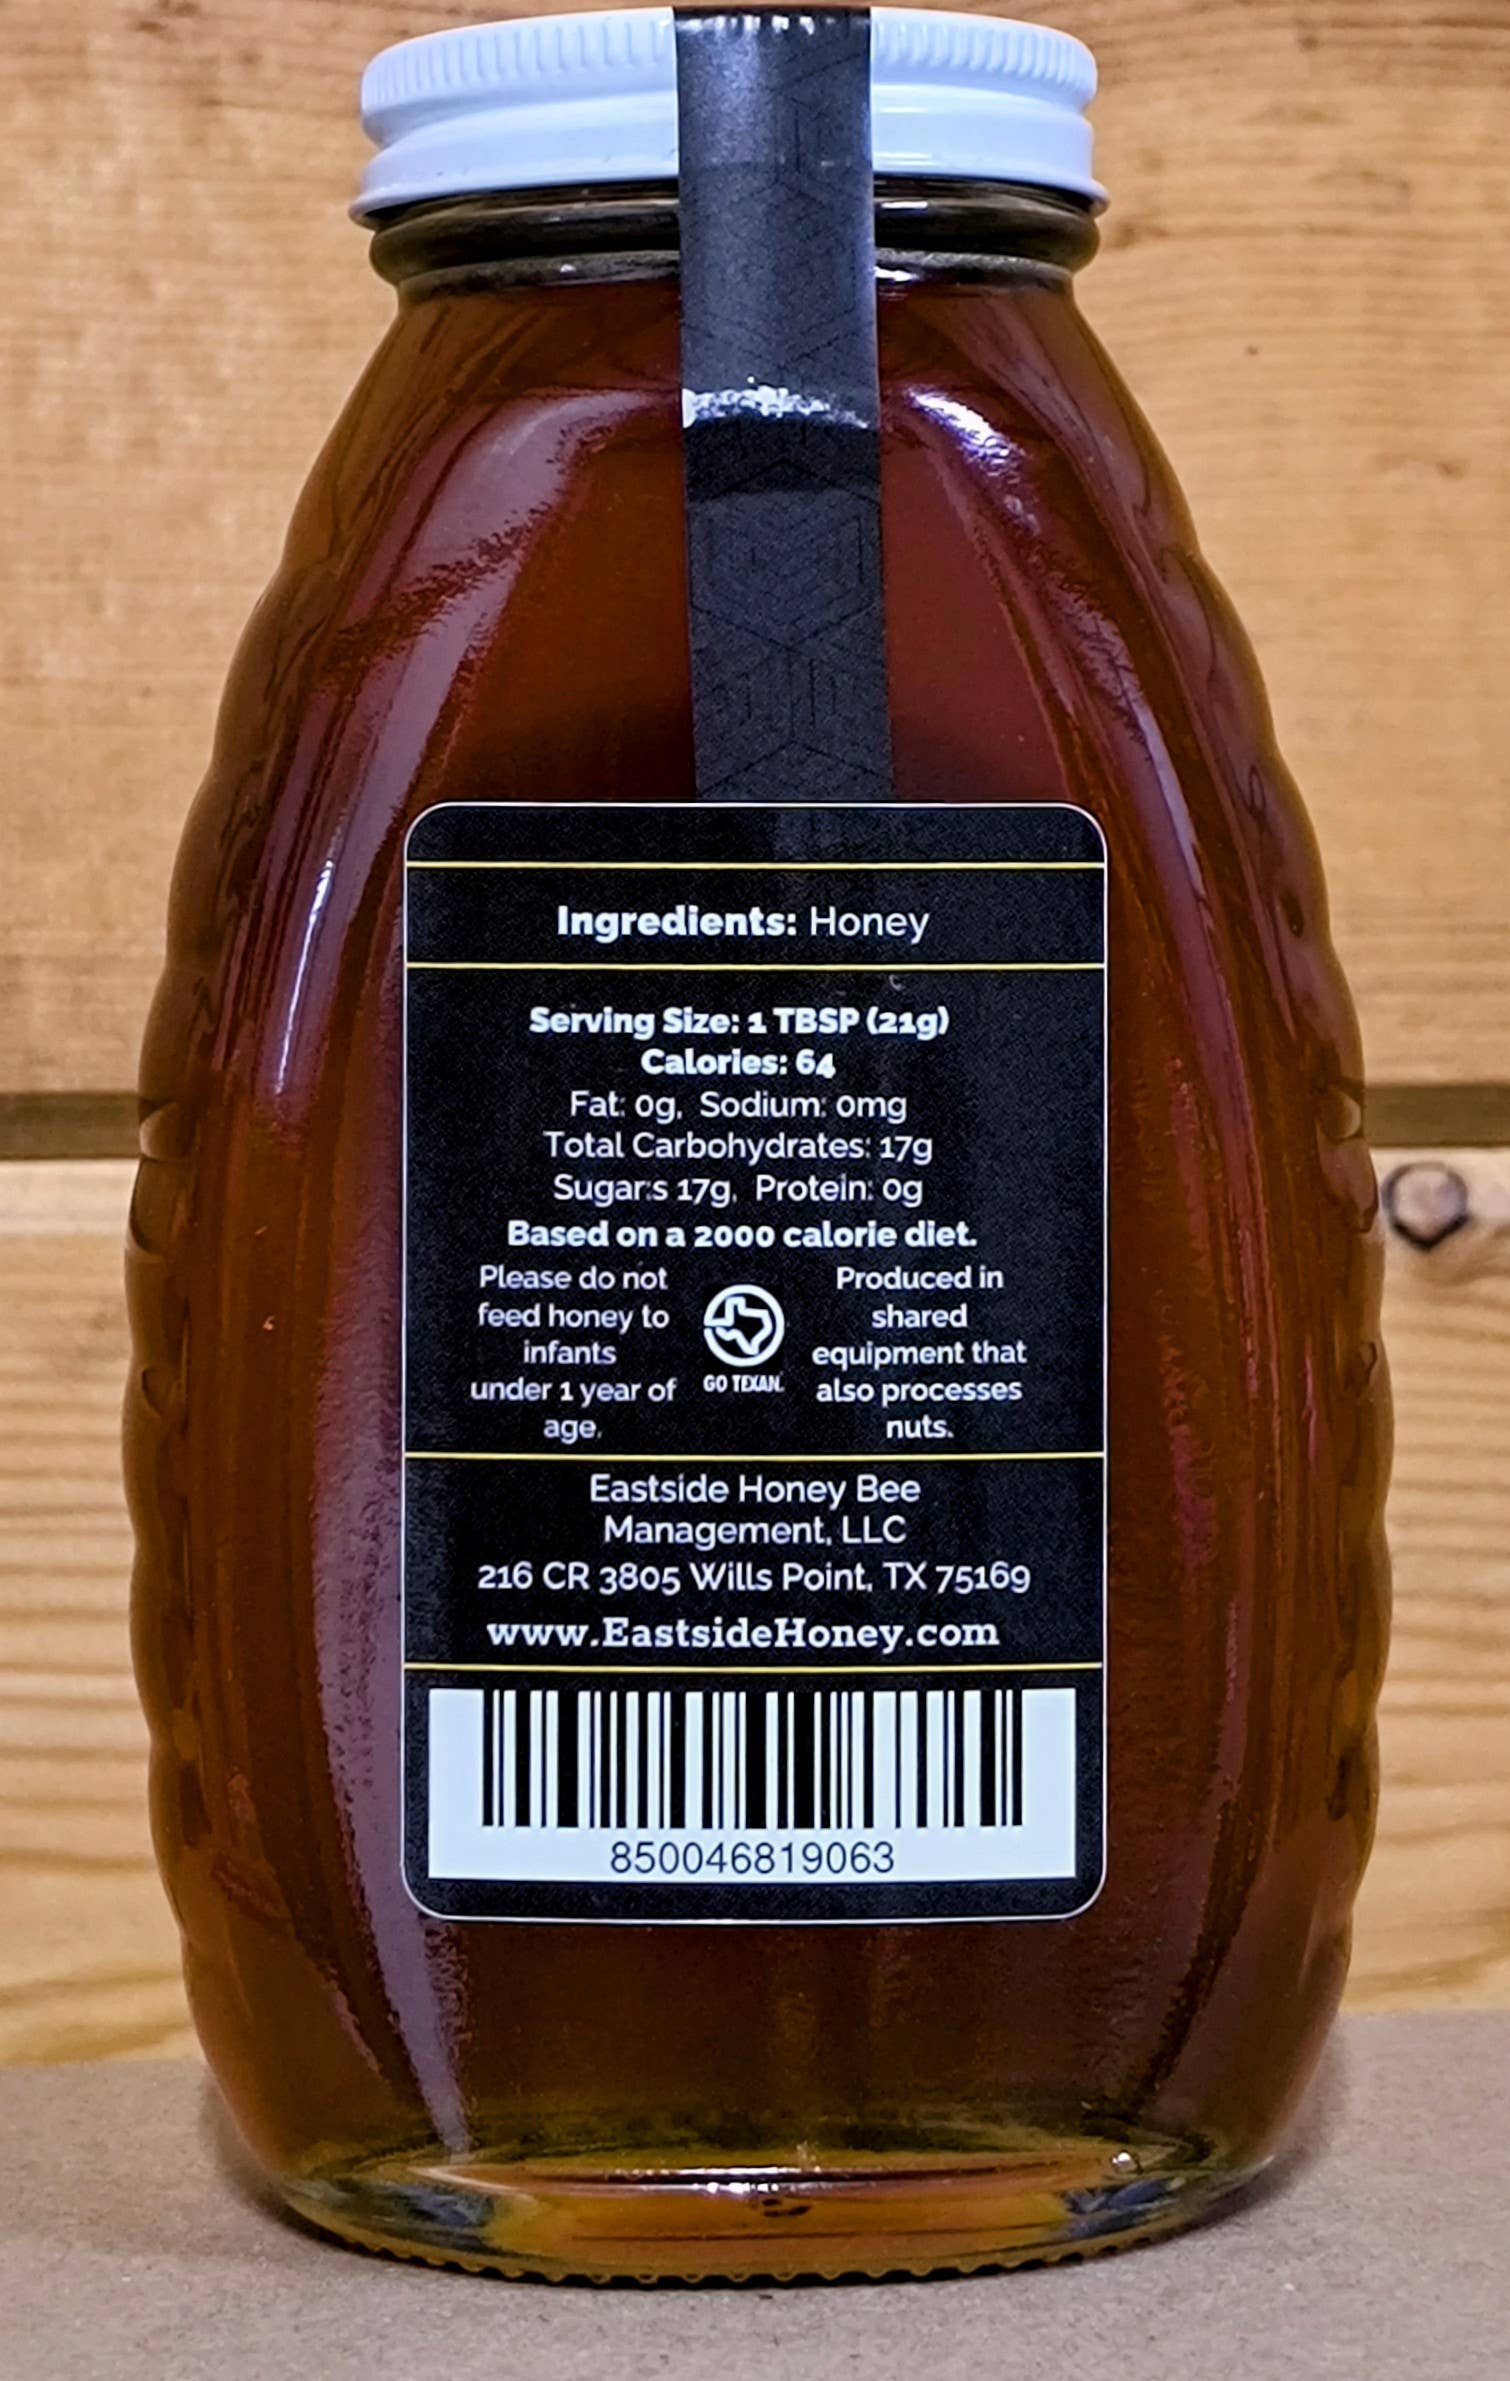 Ingredients: Honey
Serving Size: 1 TBSP (21g)
Calories: 64
Fat: 0g, Sodium: 0mg
Total Carbohydrates: 17g
Sugar:s 17g, Protein: 0g
Based on a 2000 calorie diet.
Please do not
feed honey to
infants
under 1 year of
age.
GO TEXAN.
Produced in
shared
equipment that
also processes
nuts.
Eastside Honey Bee
Management, LLC
216 CR 3805 Wills Point, TX 75169
www.EastsideHoney.com
850046819063